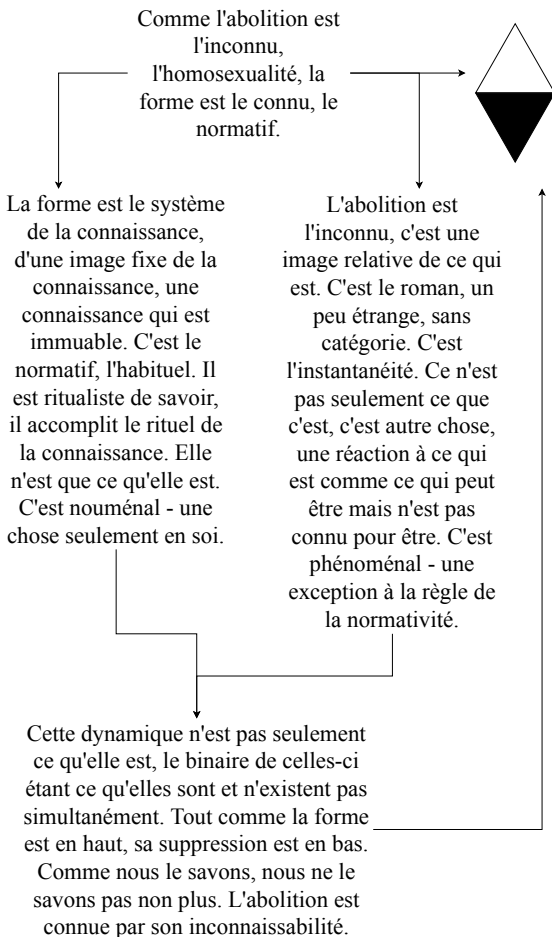 Comme l'abolition est
l'inconnu,
l'homosexualité, la
forme est le connu, le
normatif.
La forme est le système
de la connaissance,
d'une image fixe de la
connaissance, une
connaissance qui est
immuable. C'est le
normatif, l'habituel. Il
est ritualiste de savoir,
il accomplit le rituel de
la connaissance. Elle
n'est que ce qu'elle est.
C'est nouménal - une
chose seulement en soi.
L'abolition est
l'inconnu, c'est une
image relative de ce qui
est. C'est le roman, un
peu étrange, sans
catégorie. C'est
l'instantanéité. Ce n'est
pas seulement ce que
c'est, c'est autre chose,
une réaction à ce qui
est comme ce qui peut
être mais n'est pas
connu pour être. C'est
phénoménal - une
exception à la règle de
la normativité.
Cette dynamique n'est pas seulement
ce qu'elle est, le binaire de celles-ci
étant ce qu'elles sont et n'existent pas
simultanément. Tout comme la forme
est en haut, sa suppression est en bas.
Comme nous le savons, nous ne le
savons pas non plus. L'abolition est
connue par son inconnaissabilité.